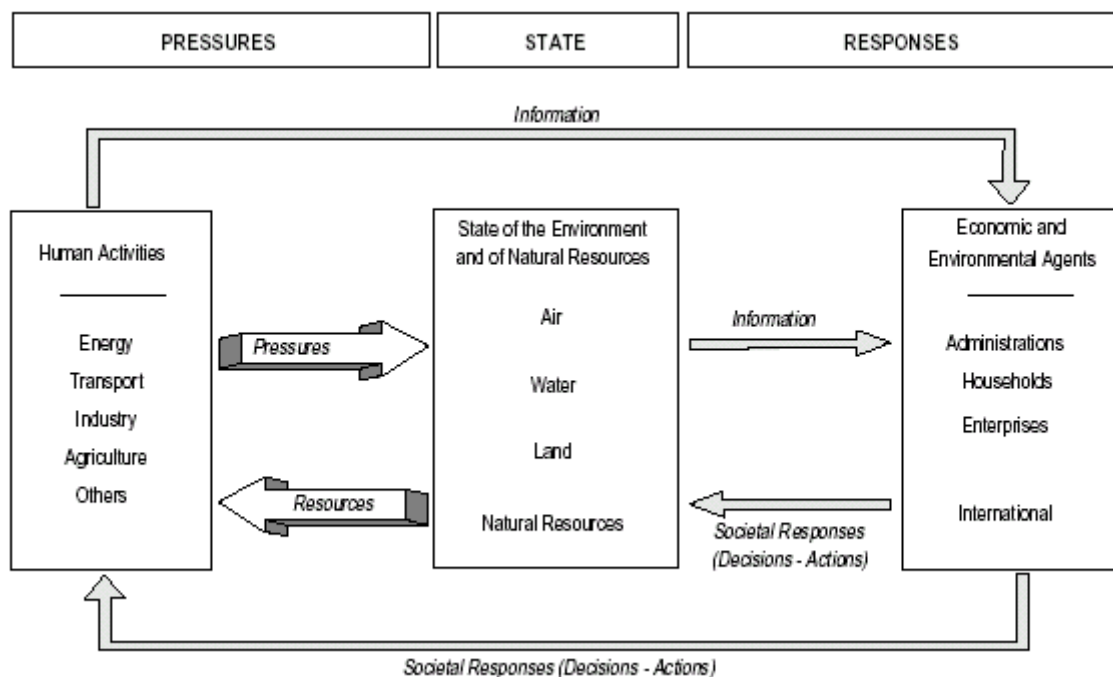 PRESSURES
STATE
RESPONSES
Information
Human Activities
Energy
Transport
Industry
Agriculture
Others
Pressures
Resources
State of the Environment
and of Natural Resources
Air
Water
Land
Natural Resources
Information
Societal Responses
(Decisions - Actions)
Economic and
Environmental Agents
Administrations
Households
Enterprises
International
Societal Responses (Decisions - Actions)